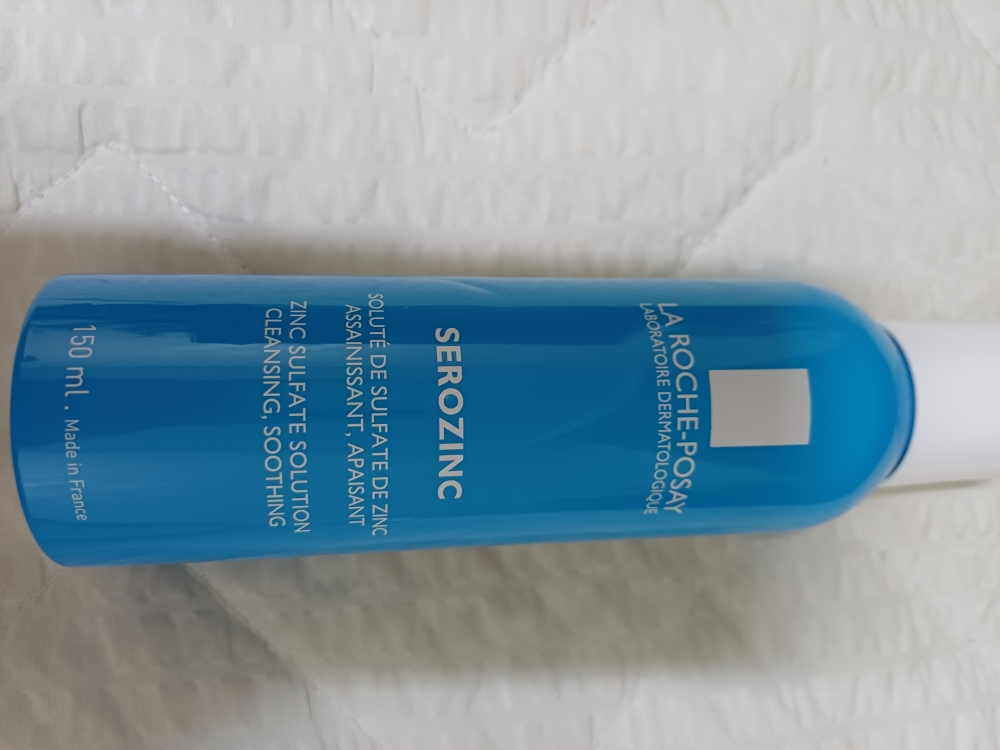 LA ROCHE-POSAY
LABORATOIRE DERMATOLOGIQUE
SEROZINC
SOLUTÉ DE SULFATE DE ZINC
ASSAINISSANT, APAISANT
ZINC SULFATE SOLUTION
CLEANSING, SOOTHING
150 ml . Made in France